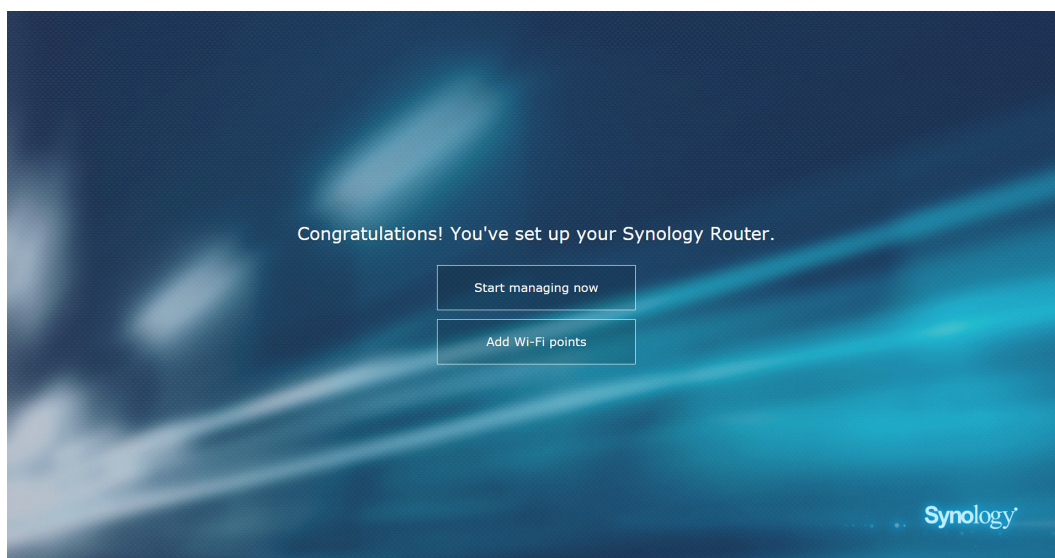 Congratulations! You've set up your Synology Router.
Start managing now
Add Wi-Fi points
Synology